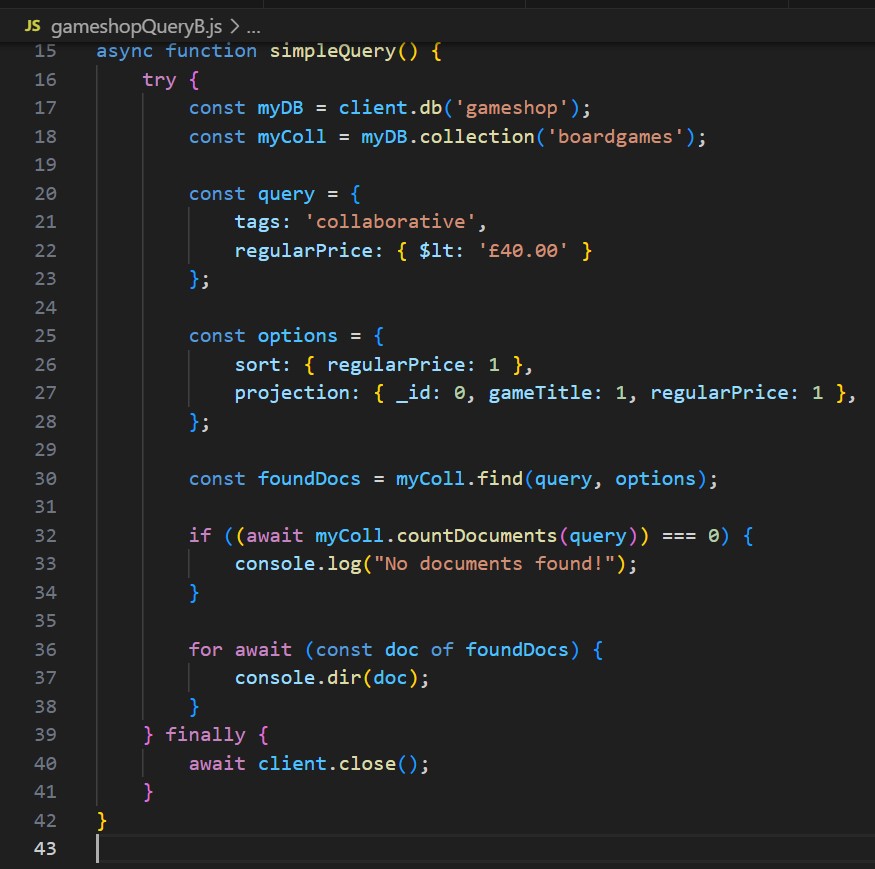 JS gameshopQueryB.js > ...
15 async function simpleQuery() {
16     try {
17         const myDB = client.db('gameshop');
18         const myColl = myDB.collection('boardgames');
19
20         const query = {
21             tags: 'collaborative',
22             regularPrice: { $lt: '£40.00' }
23         };
24
25         const options = {
26             sort: { regularPrice: 1 },
27             projection: { _id: 0, gameTitle: 1, regularPrice: 1 },
28         };
29
30         const foundDocs = myColl.find(query, options);
31
32         if ((await myColl.countDocuments(query)) === 0) {
33             console.log("No documents found!");
34         }
35
36         for await (const doc of foundDocs) {
37             console.dir(doc);
38         }
39     } finally {
40         await client.close();
41     }
42 }
43